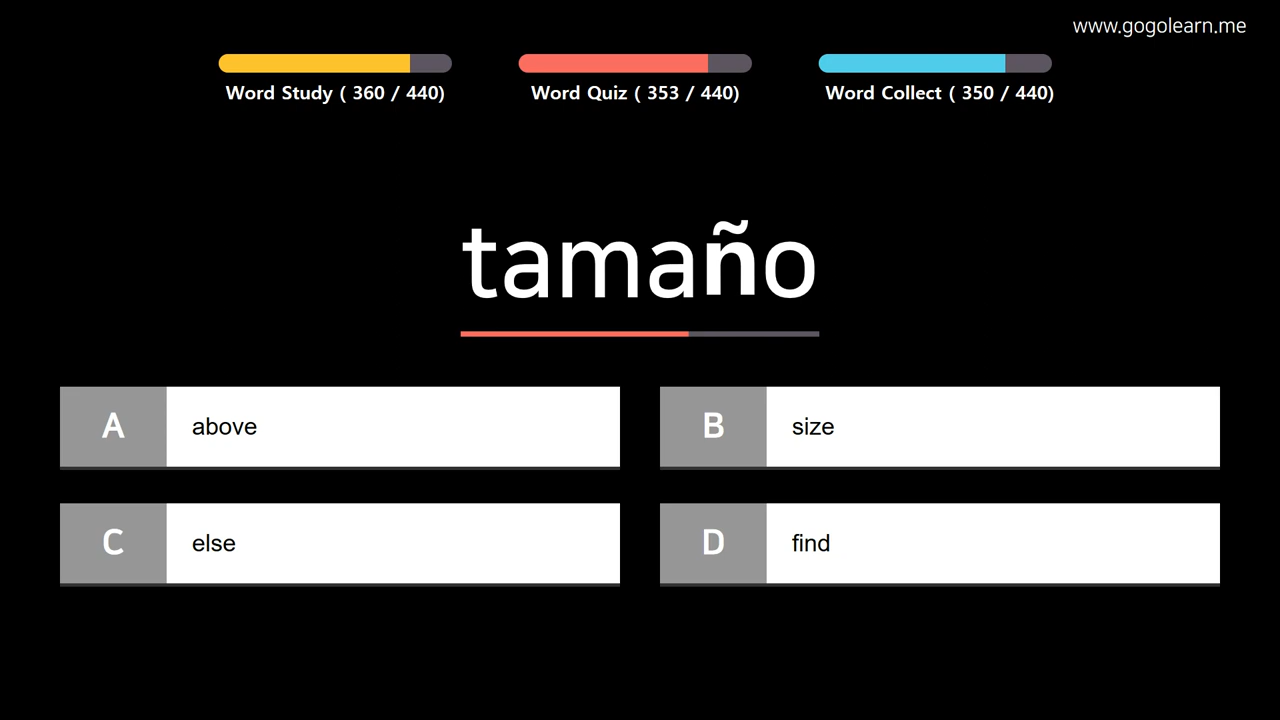 www.gogolearn.me
Word Study ( 360 / 440)
Word Quiz ( 353 / 440)
Word Collect ( 350 / 440)
tamaño
A above
B size
C else
D find